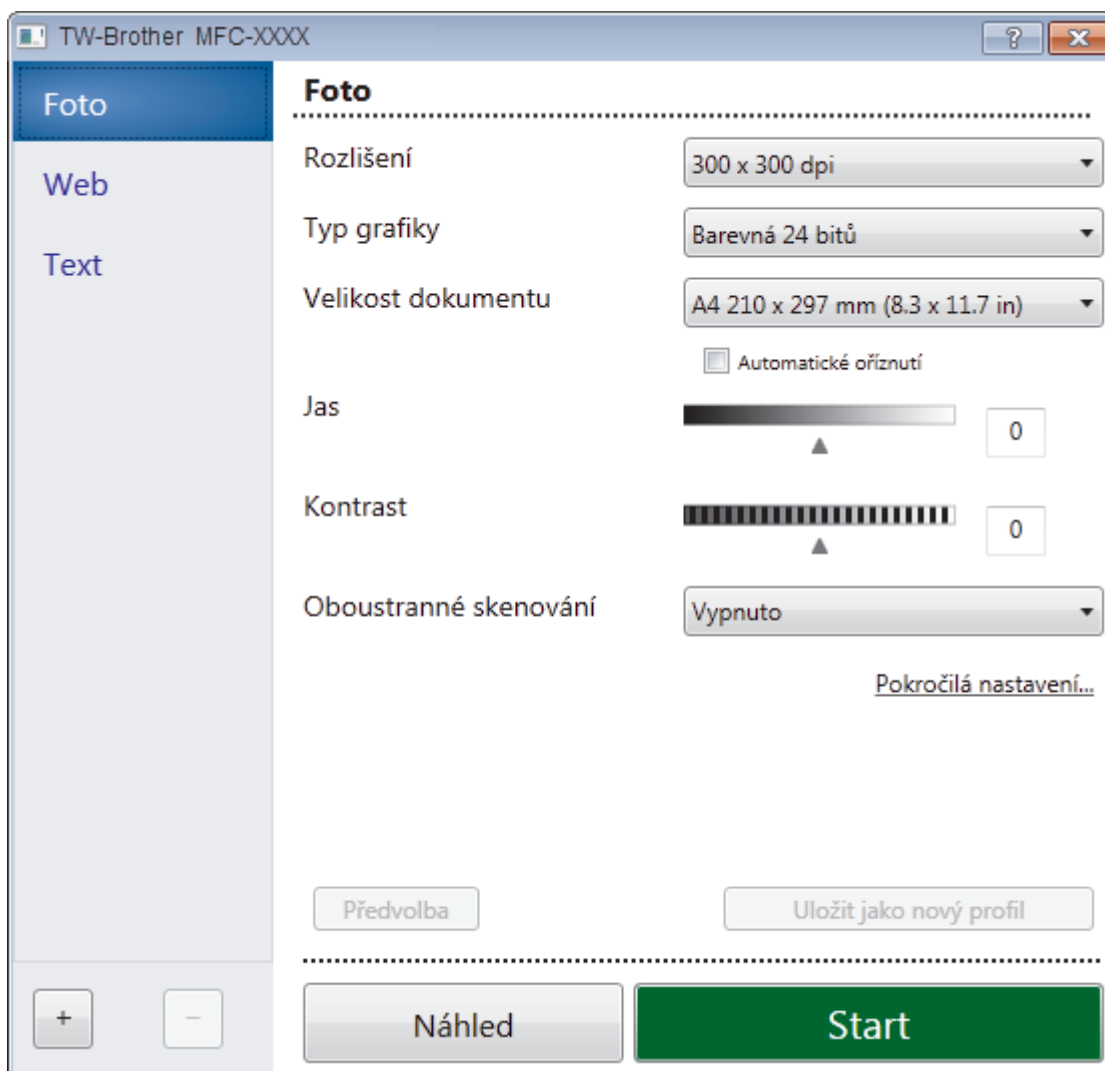 TW-Brother MFC-XXXX
?
Foto
Web
Text
Foto
Rozlišení
300 x 300 dpi
Typ grafiky
Barevná 24 bitů
Velikost dokumentu
A4 210 x 297 mm (8.3 x 11.7 in)
Automatické oříznutí
Jas
0
Kontrast
0
Oboustranné skenování
Vypnuto
Pokročilá nastavení...
Předvolba
Uložit jako nový profil
+
−
Náhled
Start